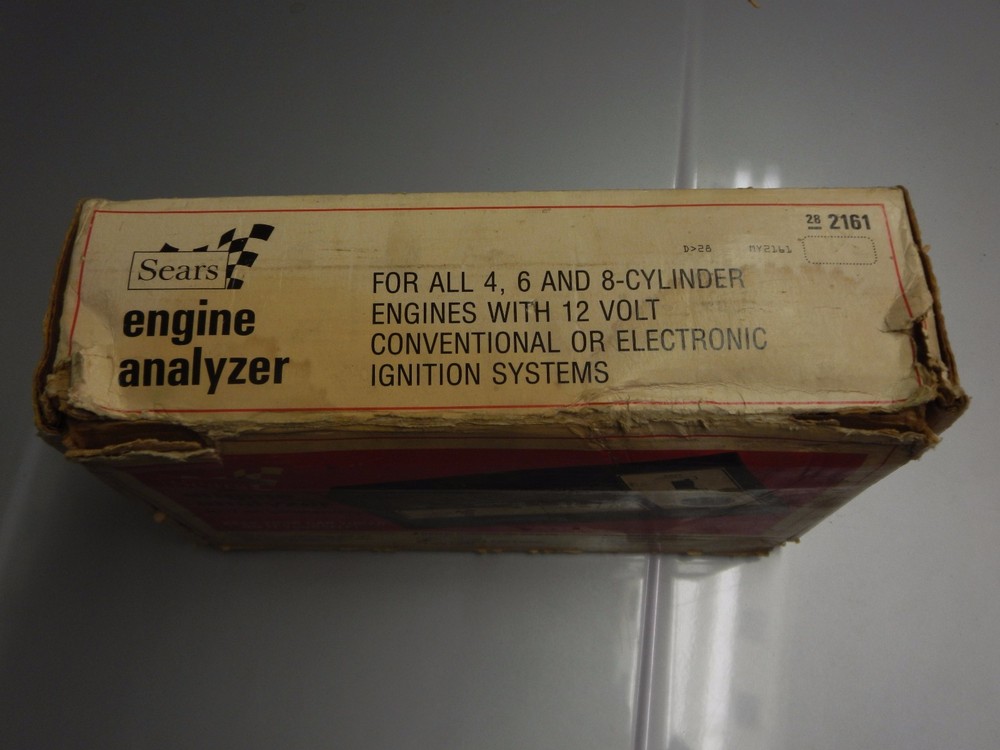 28 2161
D>28 MY2161
Sears
engine
analyzer
FOR ALL 4, 6 AND 8-CYLINDER
ENGINES WITH 12 VOLT
CONVENTIONAL OR ELECTRONIC
IGNITION SYSTEMS